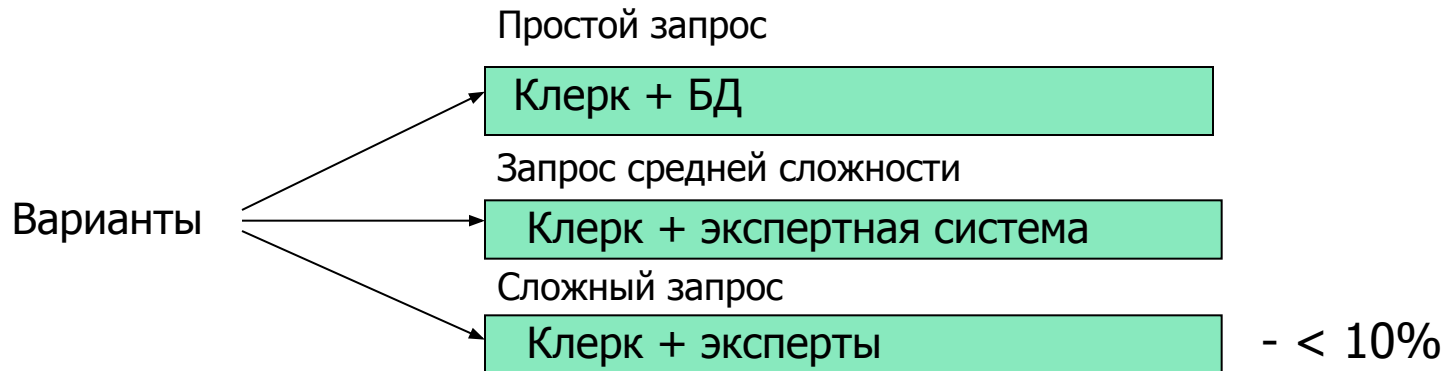 Простой запрос
Клерк + БД
Запрос средней сложности
Варианты
Клерк + экспертная система
Сложный запрос
Клерк + эксперты
- < 10%